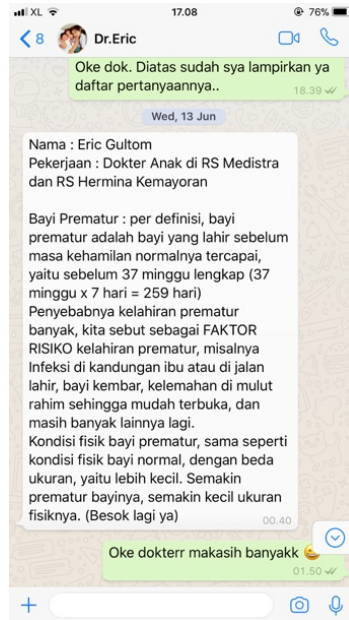 XL 17.08 76%
8 Dr.Eric
Oke dok. Diatas sudah sya lampirkan ya
daftar pertanyaannya..
18.39
Wed, 13 Jun
Nama : Eric Gultom
Pekerjaan : Dokter Anak di RS Medistra
dan RS Hermina Kemayoran
Bayi Prematur : per definisi, bayi
prematur adalah bayi yang lahir sebelum
masa kehamilan normalnya tercapai,
yaitu sebelum 37 minggu lengkap (37
minggu x 7 hari = 259 hari)
Penyebabnya kelahiran prematur
banyak, kita sebut sebagai FAKTOR
RISIKO kelahiran prematur, misalnya
Infeksi di kandungan ibu atau di jalan
lahir, bayi kembar, kelemahan di mulut
rahim sehingga mudah terbuka, dan
masih banyak lainnya lagi.
Kondisi fisik bayi prematur, sama seperti
kondisi fisik bayi normal, dengan beda
ukuran, yaitu lebih kecil. Semakin
prematur bayinya, semakin kecil ukuran
fisiknya. (Besok lagi ya)
00.40
Oke dokterr makasih banyakk 😄
01.50